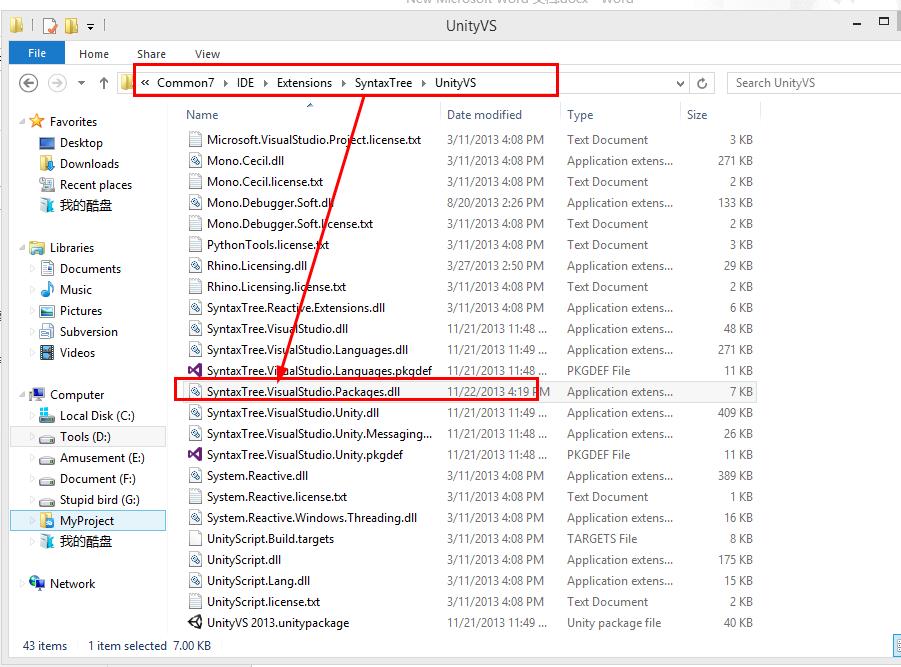 New Microsoft Word 文档.docx - Word
UnityVS
File Home Share View
« Common7 IDE Extensions SyntaxTree UnityVS Search UnityVS
Name Date modified Type Size
Favorites
Desktop
Downloads
Recent places
我的酷盘
Libraries
Documents
Music
Pictures
Subversion
Videos
Computer
Local Disk (C:)
Tools (D:)
Amusement (E:)
Document (F:)
Stupid bird (G:)
MyProject
我的酷盘
Network
Microsoft.VisualStudio.Project.license.txt 3/11/2013 4:08 PM Text Document 3 KB
Mono.Cecil.dll 3/11/2013 4:08 PM Application extens... 271 KB
Mono.Cecil.license.txt 3/11/2013 4:08 PM Text Document 2 KB
Mono.Debugger.Soft.dll 8/20/2013 2:26 PM Application extens... 133 KB
Mono.Debugger.Soft.license.txt 3/11/2013 4:08 PM Text Document 2 KB
PythonTools.license.txt 3/11/2013 4:08 PM Text Document 3 KB
Rhino.Licensing.dll 3/27/2013 2:50 PM Application extens... 29 KB
Rhino.Licensing.license.txt 3/11/2013 4:08 PM Text Document 2 KB
SyntaxTree.Reactive.Extensions.dll 3/11/2013 4:08 PM Application extens... 6 KB
SyntaxTree.VisualStudio.dll 11/21/2013 11:48 ... Application extens... 48 KB
SyntaxTree.VisualStudio.Languages.dll 11/21/2013 11:49 ... Application extens... 271 KB
SyntaxTree.VisualStudio.Languages.pkgdef 11/21/2013 11:48 ... PKGDEF File 11 KB
SyntaxTree.VisualStudio.Packages.dll 11/22/2013 4:19 PM Application extens... 7 KB
SyntaxTree.VisualStudio.Unity.dll 11/21/2013 11:49 ... Application extens... 409 KB
SyntaxTree.VisualStudio.Unity.Messaging... 11/21/2013 11:48 ... Application extens... 26 KB
SyntaxTree.VisualStudio.Unity.pkgdef 11/21/2013 11:48 ... PKGDEF File 11 KB
System.Reactive.dll 3/11/2013 4:08 PM Application extens... 389 KB
System.Reactive.license.txt 3/11/2013 4:08 PM Text Document 1 KB
System.Reactive.Windows.Threading.dll 3/11/2013 4:08 PM Application extens... 16 KB
UnityScript.Build.targets 3/11/2013 4:08 PM TARGETS File 8 KB
UnityScript.dll 3/11/2013 4:08 PM Application extens... 175 KB
UnityScript.Lang.dll 3/11/2013 4:08 PM Application extens... 15 KB
UnityScript.license.txt 3/11/2013 4:08 PM Text Document 2 KB
UnityVS 2013.unitypackage 11/21/2013 11:49 ... Unity package file 40 KB
43 items 1 item selected 7.00 KB